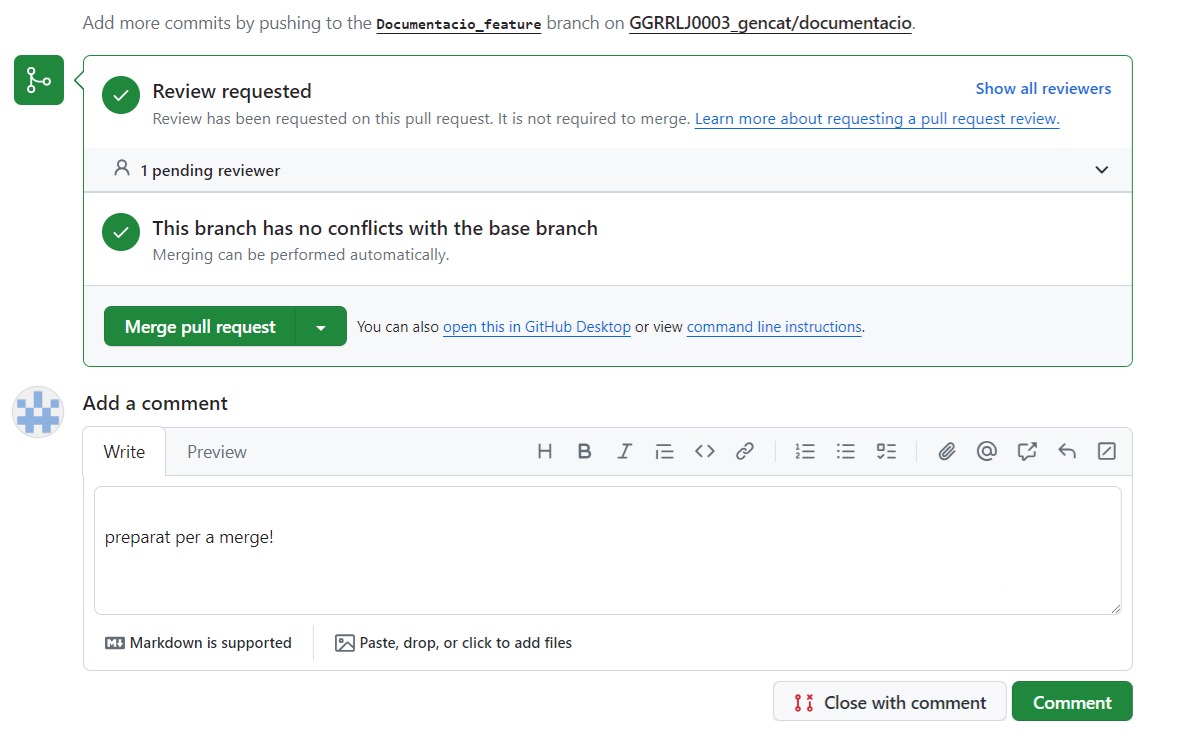 Add more commits by pushing to the Documentacio_feature branch on GGRRLJ0003_gencat/documentacio.
Review requested
Show all reviewers
Review has been requested on this pull request. It is not required to merge. Learn more about requesting a pull request review.
1 pending reviewer
This branch has no conflicts with the base branch
Merging can be performed automatically.
Merge pull request
You can also open this in GitHub Desktop or view command line instructions.
Add a comment
Write Preview
preparat per a merge!
Markdown is supported
Paste, drop, or click to add files
Close with comment
Comment